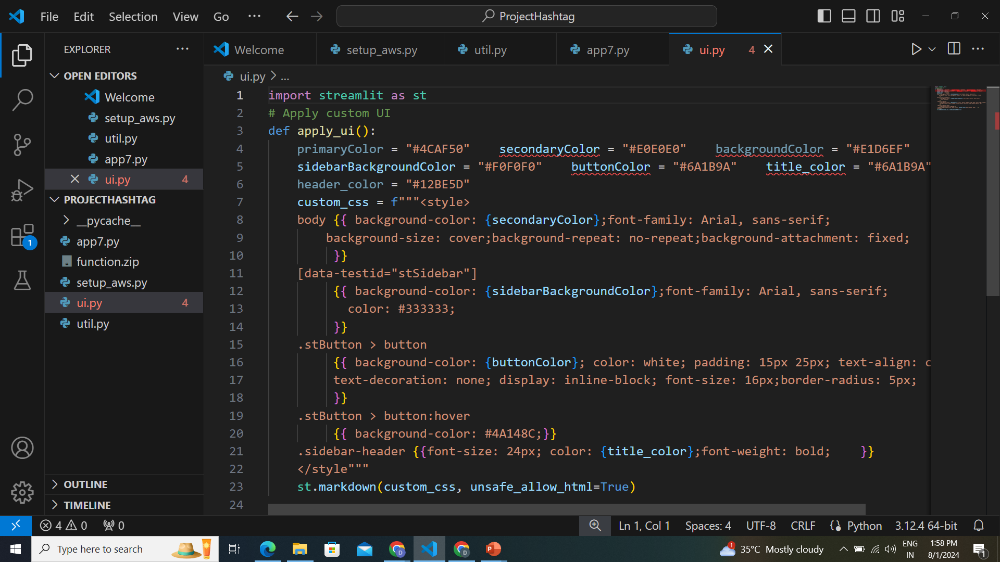 File Edit Selection View Go ··· ProjectHashtag
EXPLORER ···
OPEN EDITORS
Welcome
setup_aws.py
util.py
app7.py
ui.py 4
PROJECTHASHTAG
__pycache__
app7.py
function.zip
setup_aws.py
ui.py 4
util.py
OUTLINE
TIMELINE
1
Welcome setup_aws.py util.py app7.py ui.py 4
ui.py > ...
1 import streamlit as st
2 # Apply custom UI
3 def apply_ui():
4 primaryColor = "#4CAF50" secondaryColor = "#E0E0E0" backgroundColor = "#E1D6EF"
5 sidebarBackgroundColor = "#F0F0F0" buttonColor = "#6A1B9A" title_color = "#6A1B9A"
6 header_color = "#12BE5D"
7 custom_css = f"""<style>
8 body {{ background-color: {secondaryColor};font-family: Arial, sans-serif;
9 background-size: cover;background-repeat: no-repeat;background-attachment: fixed;
10 }}
11 [data-testid="stSidebar"]
12 {{ background-color: {sidebarBackgroundColor};font-family: Arial, sans-serif;
13 color: #333333;
14 }}
15 .stButton > button
16 {{ background-color: {buttonColor}; color: white; padding: 15px 25px; text-align: c
17 text-decoration: none; display: inline-block; font-size: 16px;border-radius: 5px;
18 }}
19 .stButton > button:hover
20 {{ background-color: #4A148C;}}
21 .sidebar-header {{font-size: 24px; color: {title_color};font-weight: bold; }}
22 </style"""
23 st.markdown(custom_css, unsafe_allow_html=True)
24
4 0 0 Ln 1, Col 1 Spaces: 4 UTF-8 CRLF Python 3.12.4 64-bit
Type here to search 1 35°C Mostly cloudy ENG IN 1:58 PM 8/1/2024 1